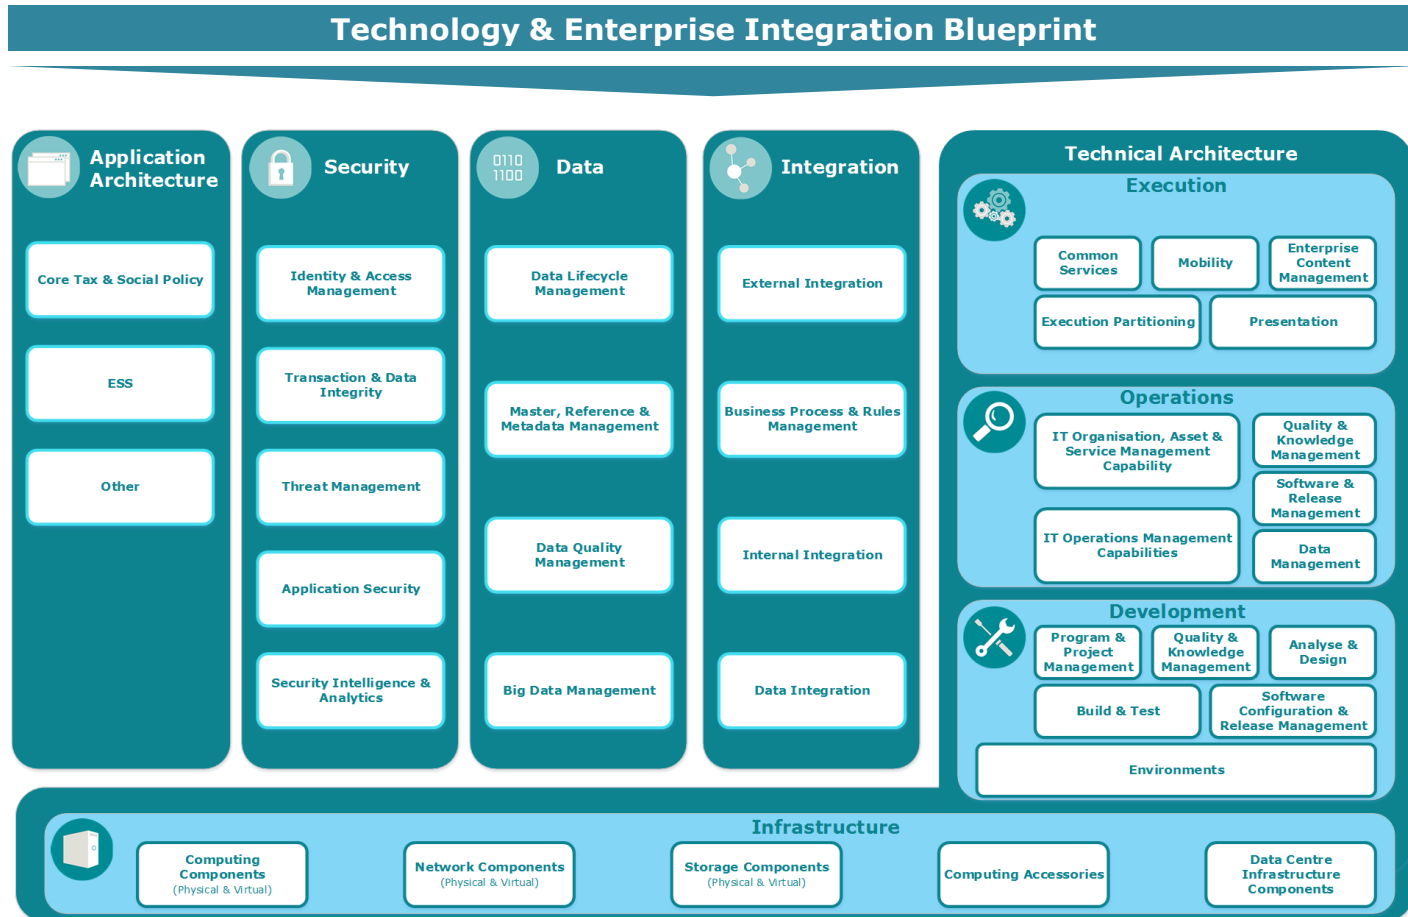 Technology & Enterprise Integration Blueprint
Application
Architecture
Core Tax & Social Policy
ESS
Other
Security
Identity & Access
Management
Transaction & Data
Integrity
Threat Management
Application Security
Security Intelligence &
Analytics
0110
1100
Data
Data Lifecycle
Management
Master, Reference &
Metadata Management
Data Quality
Management
Big Data Management
Integration
External Integration
Business Process & Rules
Management
Internal Integration
Data Integration
Technical Architecture
Execution
Common
Services
Mobility
Enterprise
Content
Management
Execution Partitioning
Presentation
Operations
IT Organisation, Asset &
Service Management
Capability
Quality &
Knowledge
Management
Software &
Release
Management
IT Operations Management
Capabilities
Data
Management
Development
Program &
Project
Management
Quality &
Knowledge
Management
Analyse &
Design
Build & Test
Software
Configuration &
Release Management
Environments
Infrastructure
Computing
Components
(Physical & Virtual)
Network Components
(Physical & Virtual)
Storage Components
(Physical & Virtual)
Computing Accessories
Data Centre
Infrastructure
Components